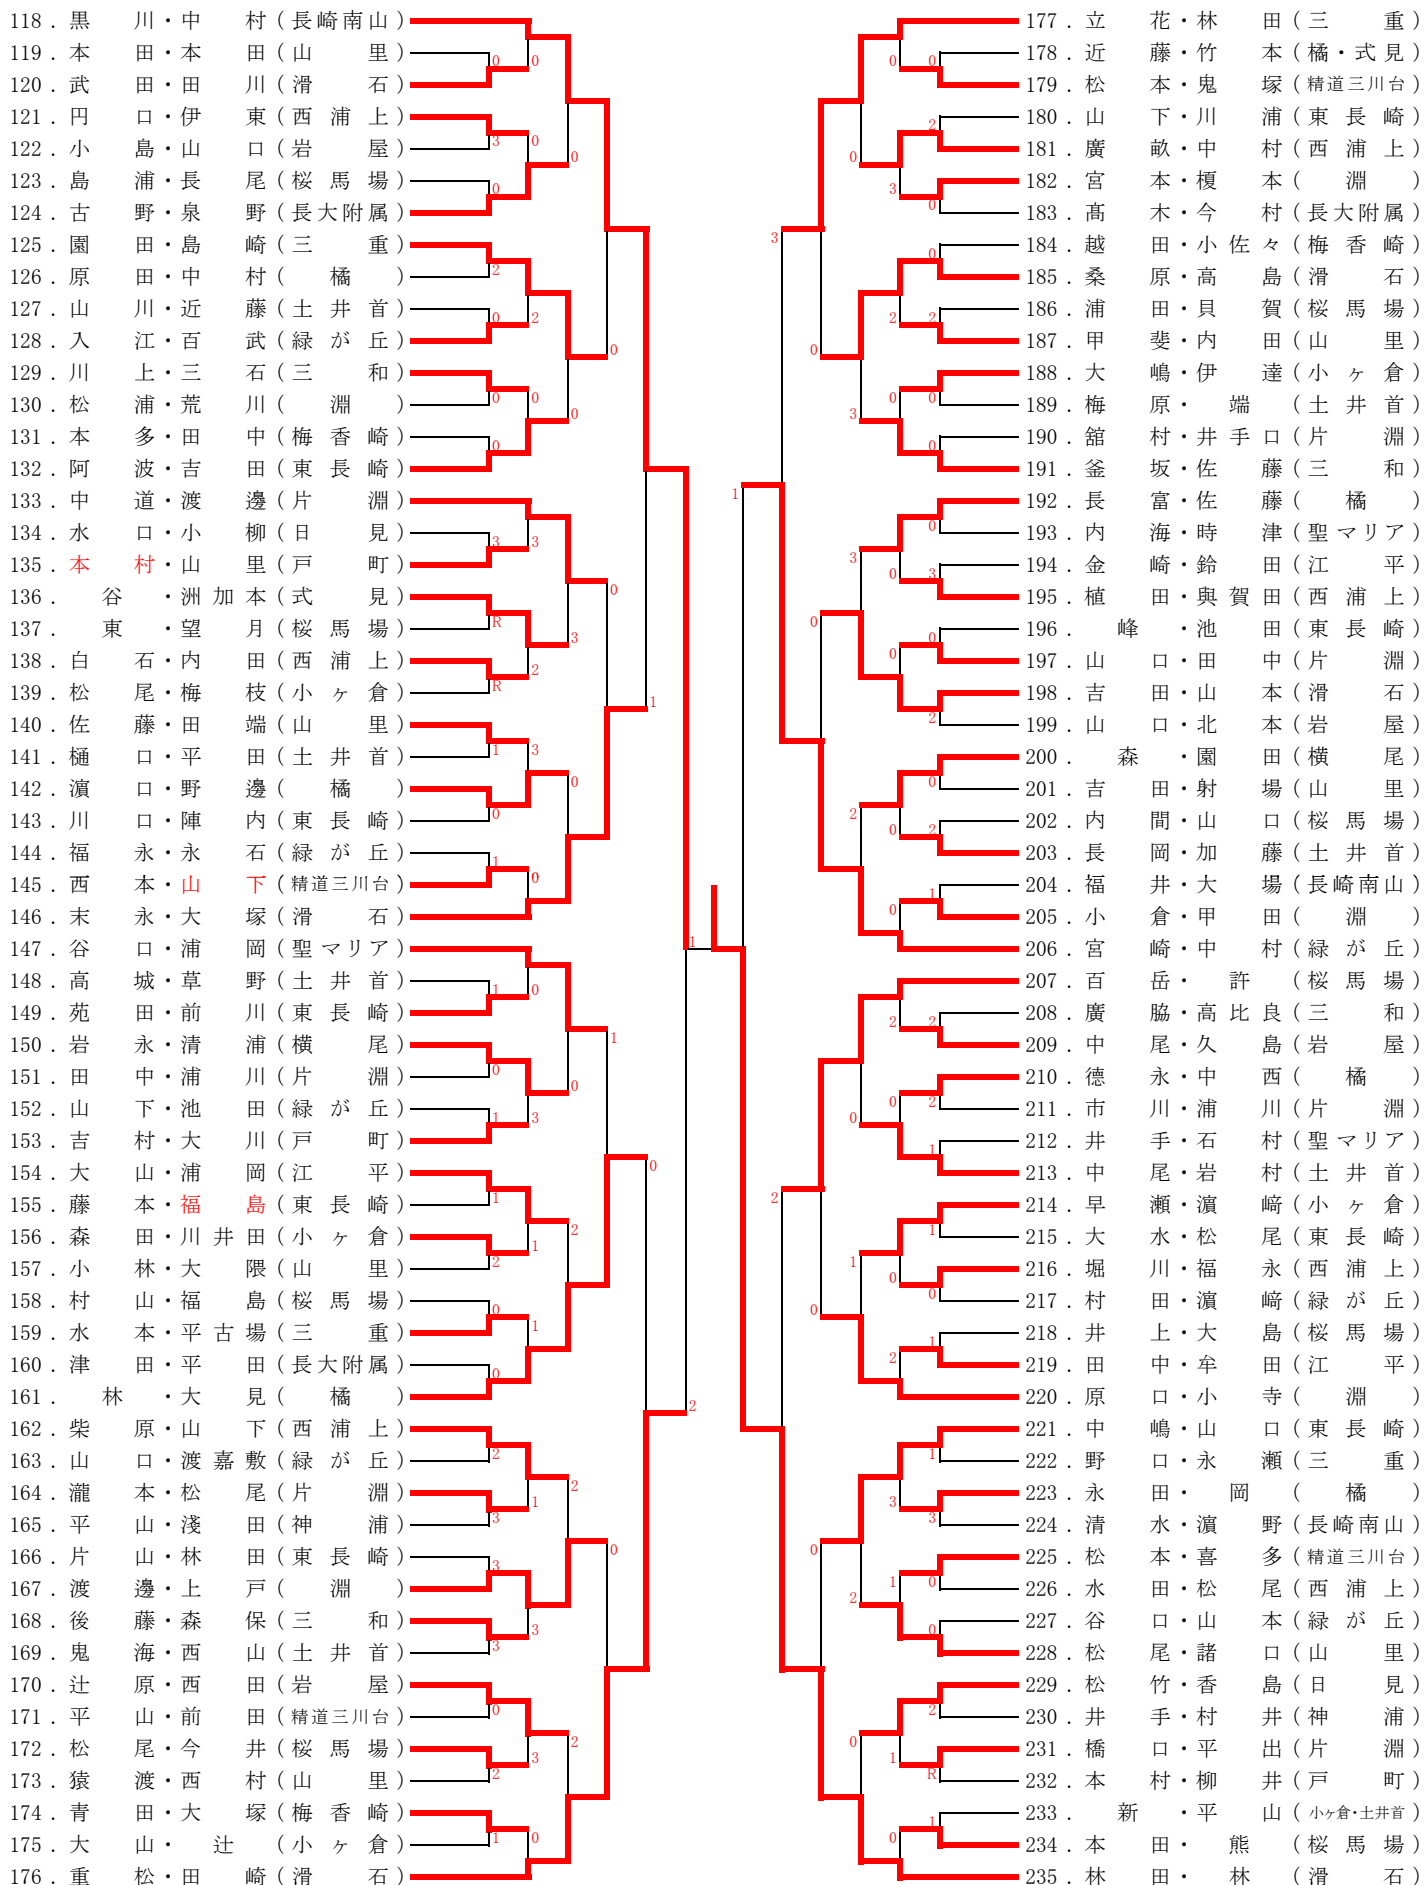 118．黒川・中村（長崎南山）
119．本田・本田（山里）
120．武田・田川（滑石）
121．円口・伊東（西浦上）
122．小島・山口（岩屋）
123．島浦・長尾（桜馬場）
124．古野・泉野（長大附属）
125．園田・島崎（三重）
126．原田・中村（橘）
127．山川・近藤（土井首）
128．入江・百武（緑が丘）
129．川上・三石（三和）
130．松浦・荒川（淵）
131．本多・田中（梅香崎）
132．阿波・吉田（東長崎）
133．中道・渡邊（片淵）
134．水口・小柳（日見）
135．本村・山里（戸町）
136．谷・洲加本（式見）
137．東・望月（桜馬場）
138．白石・内田（西浦上）
139．松尾・梅枝（小ヶ倉）
140．佐藤・田端（山里）
141．樋口・平田（土井首）
142．濵口・野邊（橘）
143．川口・陣内（東長崎）
144．福永・永石（緑が丘）
145．西本・山下（精道三川台）
146．末永・大塚（滑石）
147．谷口・浦岡（聖マリア）
148．高城・草野（土井首）
149．苑田・前川（東長崎）
150．岩永・清浦（横尾）
151．田中・浦川（片淵）
152．山下・池田（緑が丘）
153．吉村・大川（戸町）
154．大山・浦岡（江平）
155．藤本・福島（東長崎）
156．森田・川井田（小ヶ倉）
157．小林・大隈（山里）
158．村山・福島（桜馬場）
159．水本・平古場（三重）
160．津田・平田（長大附属）
161．林・大見（橘）
162．柴原・山下（西浦上）
163．山口・渡嘉敷（緑が丘）
164．瀧本・松尾（片淵）
165．平山・淺田（神浦）
166．片山・林田（東長崎）
167．渡邊・上戸（淵）
168．後藤・森保（三和）
169．鬼海・西山（土井首）
170．辻原・西田（岩屋）
171．平山・前田（精道三川台）
172．松尾・今井（桜馬場）
173．猿渡・西村（山里）
174．青田・大塚（梅香崎）
175．大山・辻（小ヶ倉）
176．重松・田崎（滑石）
177．立花・林田（三重）
178．近藤・竹本（橘・式見）
179．松本・鬼塚（精道三川台）
180．山下・川浦（東長崎）
181．廣畝・中村（西浦上）
182．宮本・榎本（淵）
183．髙木・今村（長大附属）
184．越田・小佐々（梅香崎）
185．桑原・高島（滑石）
186．浦田・貝賀（桜馬場）
187．甲斐・内田（山里）
188．大嶋・伊達（小ヶ倉）
189．梅原・端（土井首）
190．舘村・井手口（片淵）
191．釜坂・佐藤（三和）
192．長富・佐藤（橘）
193．内海・時津（聖マリア）
194．金崎・鈴田（江平）
195．植田・與賀田（西浦上）
196．峰・池田（東長崎）
197．山口・田中（片淵）
198．吉田・山本（滑石）
199．山口・北本（岩屋）
200．森・園田（横尾）
201．吉田・射場（山里）
202．内間・山口（桜馬場）
203．長岡・加藤（土井首）
204．福井・大場（長崎南山）
205．小倉・甲田（淵）
206．宮崎・中村（緑が丘）
207．百岳・許（桜馬場）
208．廣脇・高比良（三和）
209．中尾・久島（岩屋）
210．德永・中西（橘）
211．市川・浦川（片淵）
212．井手・石村（聖マリア）
213．中尾・岩村（土井首）
214．早瀬・濵﨑（小ヶ倉）
215．大水・松尾（東長崎）
216．堀川・福永（西浦上）
217．村田・濵﨑（緑が丘）
218．井上・大島（桜馬場）
219．田中・牟田（江平）
220．原口・小寺（淵）
221．中嶋・山口（東長崎）
222．野口・永瀬（三重）
223．永田・岡（橘）
224．清水・濵野（長崎南山）
225．松本・喜多（精道三川台）
226．水田・松尾（西浦上）
227．谷口・山本（緑が丘）
228．松尾・諸口（山里）
229．松竹・香島（日見）
230．井手・村井（神浦）
231．橋口・平出（片淵）
232．本村・柳井（戸町）
233．新・平山（小ヶ倉・土井首）
234．本田・熊（桜馬場）
235．林田・林（滑石）